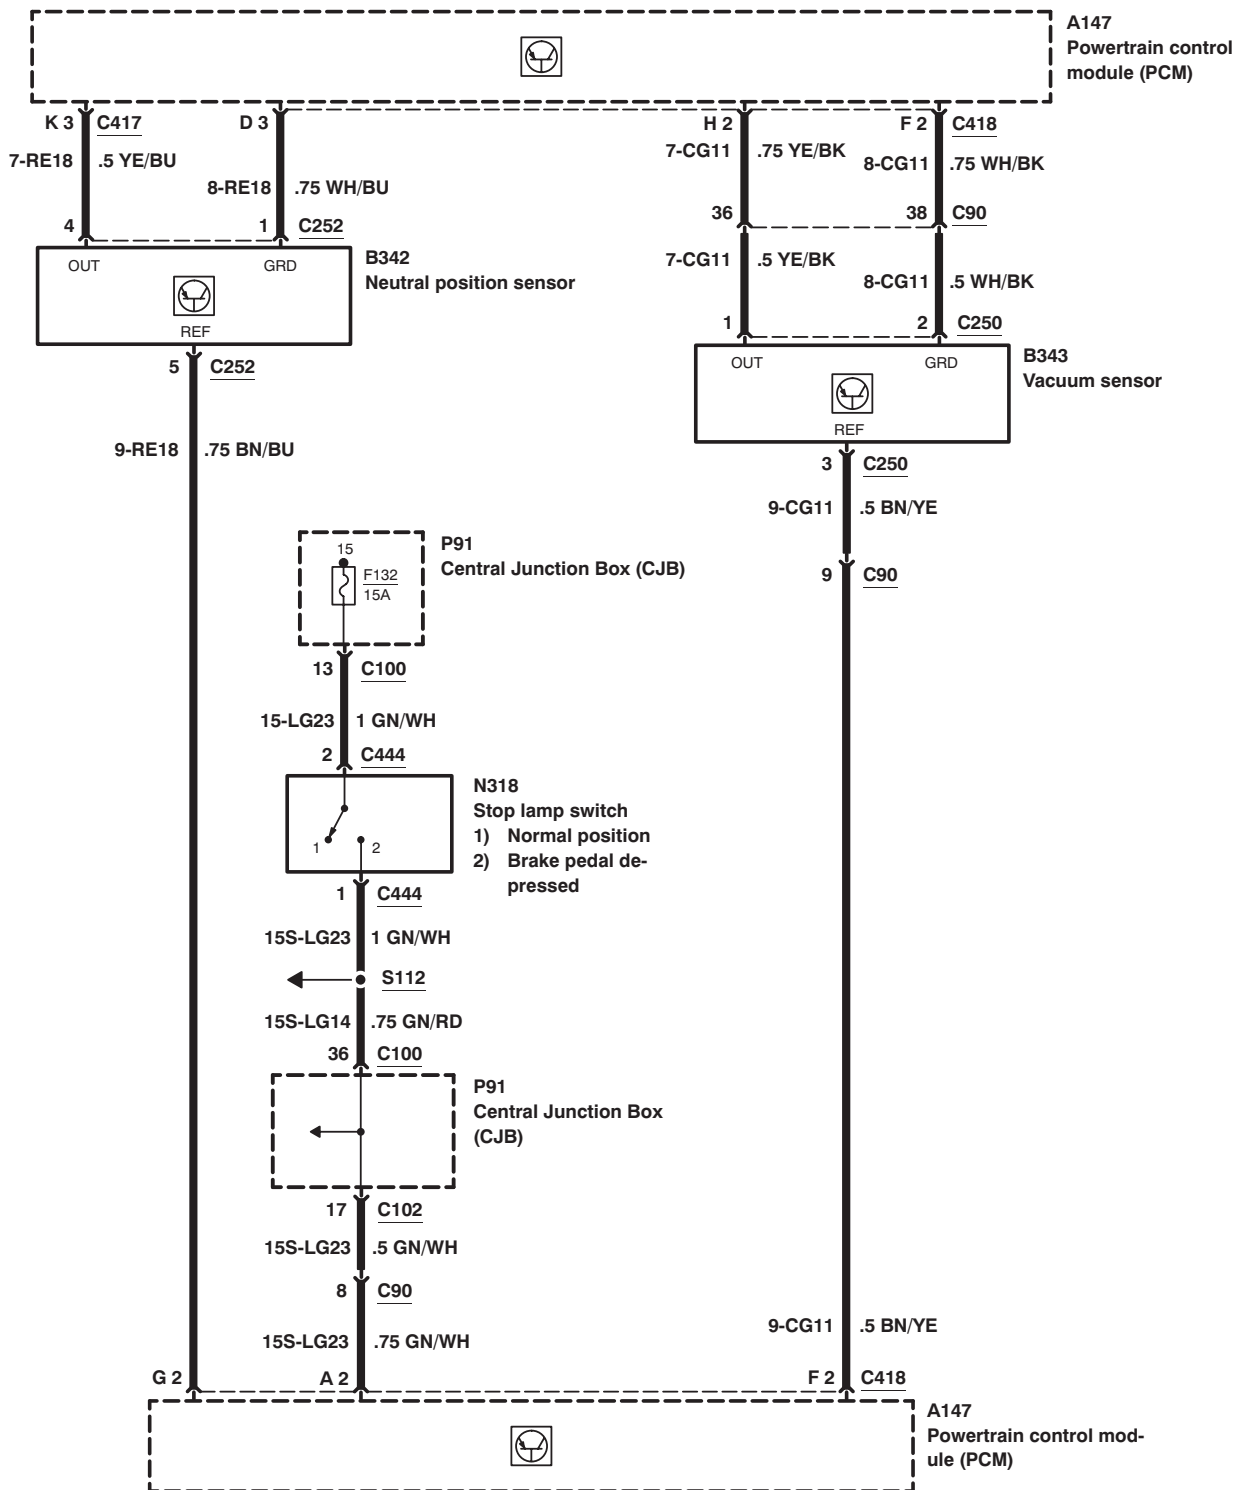 A147
Powertrain control
module (PCM)
K 3 C417 D 3 H 2 F 2 C418
7-RE18 .5 YE/BU
8-RE18 .75 WH/BU
7-CG11 .75 YE/BK
8-CG11 .75 WH/BK
4 1 C252
36 38 C90
OUT GRD
REF
B342
Neutral position sensor
7-CG11 .5 YE/BK
8-CG11 .5 WH/BK
1 2 C250
OUT GRD
REF
B343
Vacuum sensor
5 C252
9-RE18 .75 BN/BU
3 C250
9-CG11 .5 BN/YE
9 C90
15
F132
15A
P91
Central Junction Box (CJB)
13 C100
15-LG23 1 GN/WH
2 C444
1 2
N318
Stop lamp switch
1) Normal position
2) Brake pedal de-
pressed
1 C444
15S-LG23 1 GN/WH
S112
15S-LG14 .75 GN/RD
36 C100
P91
Central Junction Box
(CJB)
17 C102
15S-LG23 .5 GN/WH
8 C90
15S-LG23 .75 GN/WH
9-CG11 .5 BN/YE
G 2 A 2 F 2 C418
A147
Powertrain control mod-
ule (PCM)